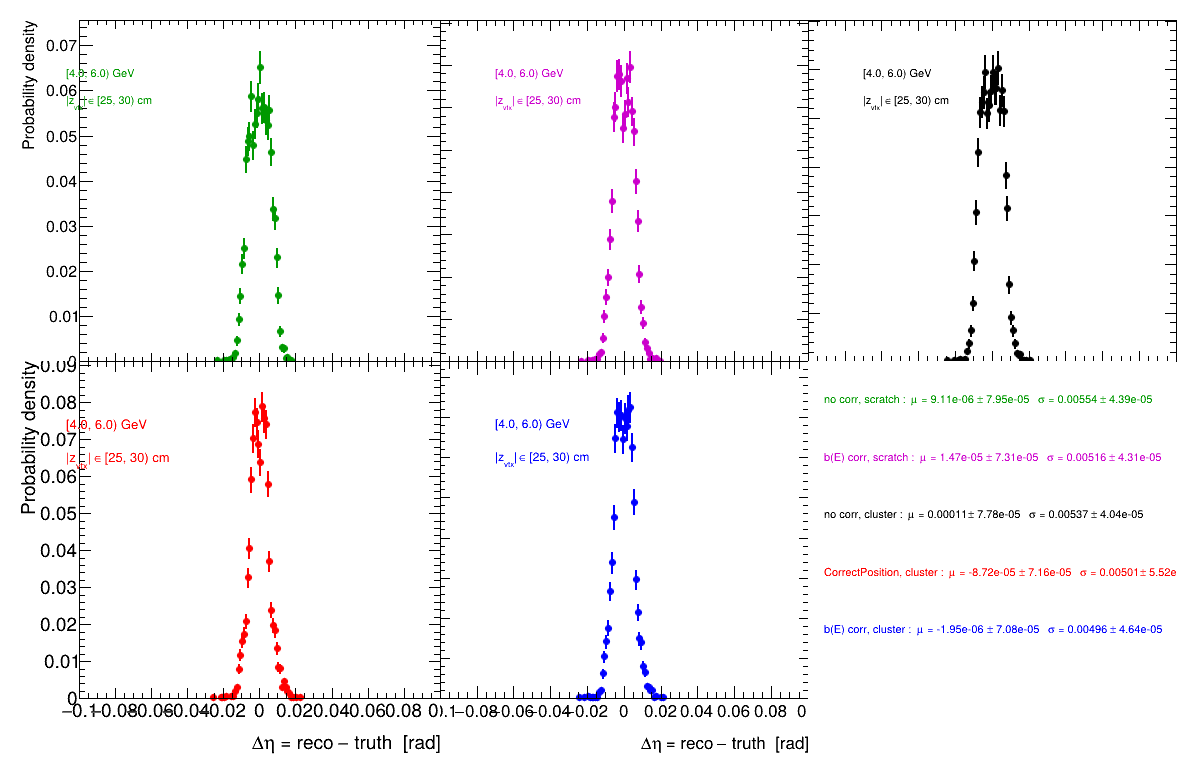 Probability density
0.07
0.06
0.05
0.04
0.03
0.02
0.01
0
[4.0, 6.0) GeV
|z_vtx| ∈ [25, 30) cm
[4.0, 6.0) GeV
|z_vtx| ∈ [25, 30) cm
[4.0, 6.0) GeV
|z_vtx| ∈ [25, 30) cm
Probability density
0.09
0.08
0.07
0.06
0.05
0.04
0.03
0.02
0.01
0
[4.0, 6.0) GeV
|z_vtx| ∈ [25, 30) cm
−0.1 −0.08 −0.06 −0.04 −0.02 0 0.02 0.04 0.06 0.08 0.1
Δη = reco − truth [rad]
[4.0, 6.0) GeV
|z_vtx| ∈ [25, 30) cm
−0.08 −0.06 −0.04 −0.02 0 0.02 0.04 0.06 0.08 0
Δη = reco − truth [rad]
no corr, scratch : μ = 9.11e-06 ± 7.95e-05 σ = 0.00554 ± 4.39e-05
b(E) corr, scratch : μ = 1.47e-05 ± 7.31e-05 σ = 0.00516 ± 4.31e-05
no corr, cluster : μ = 0.00011 ± 7.78e-05 σ = 0.00537 ± 4.04e-05
CorrectPosition, cluster : μ = -8.72e-05 ± 7.16e-05 σ = 0.00501 ± 5.52e
b(E) corr, cluster : μ = -1.95e-06 ± 7.08e-05 σ = 0.00496 ± 4.64e-05